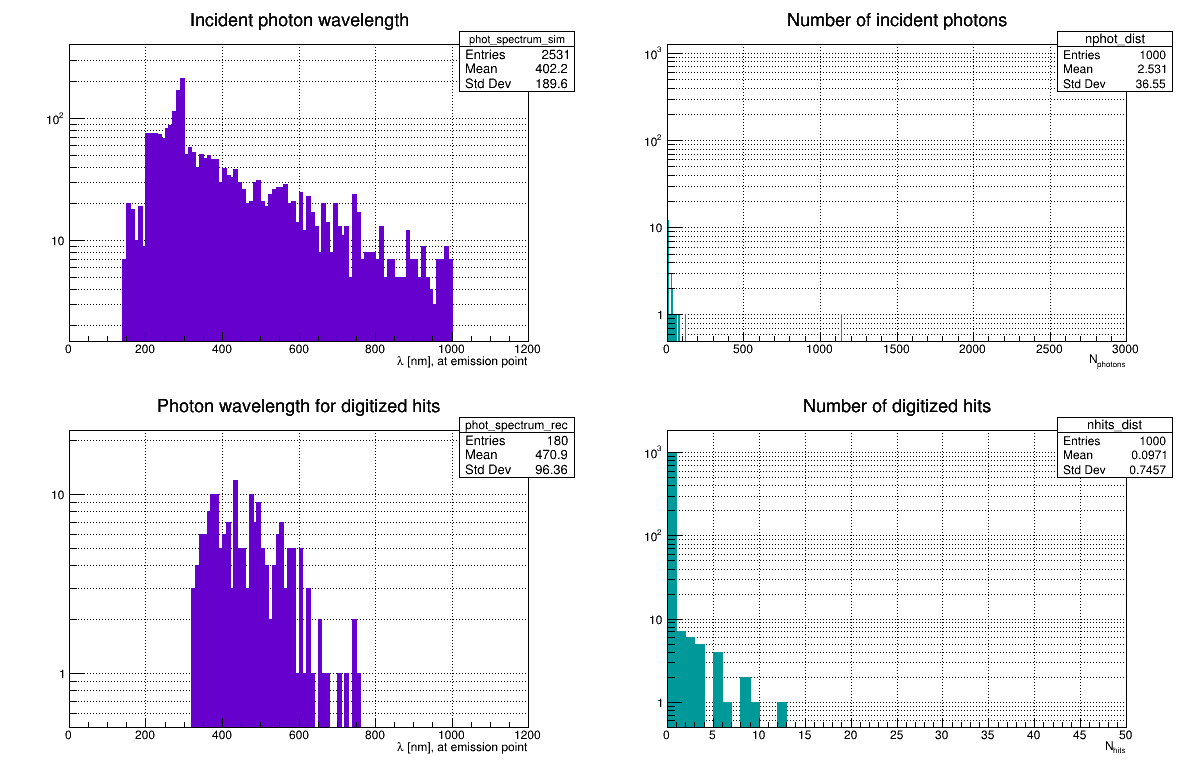 Incident photon wavelength
phot_spectrum_sim
Entries 2531
Mean 402.2
Std Dev 189.6
10²
10
0 200 400 600 800 1000 1200
λ [nm], at emission point
Number of incident photons
nphot_dist
Entries 1000
Mean 2.531
Std Dev 36.55
10³
10²
10
1
0 500 1000 1500 2000 2500 3000
Nphotons
Photon wavelength for digitized hits
phot_spectrum_rec
Entries 180
Mean 470.9
Std Dev 96.36
10
1
0 200 400 600 800 1000 1200
λ [nm], at emission point
Number of digitized hits
nhits_dist
Entries 1000
Mean 0.0971
Std Dev 0.7457
10³
10²
10
1
0 5 10 15 20 25 30 35 40 45 50
Nhits